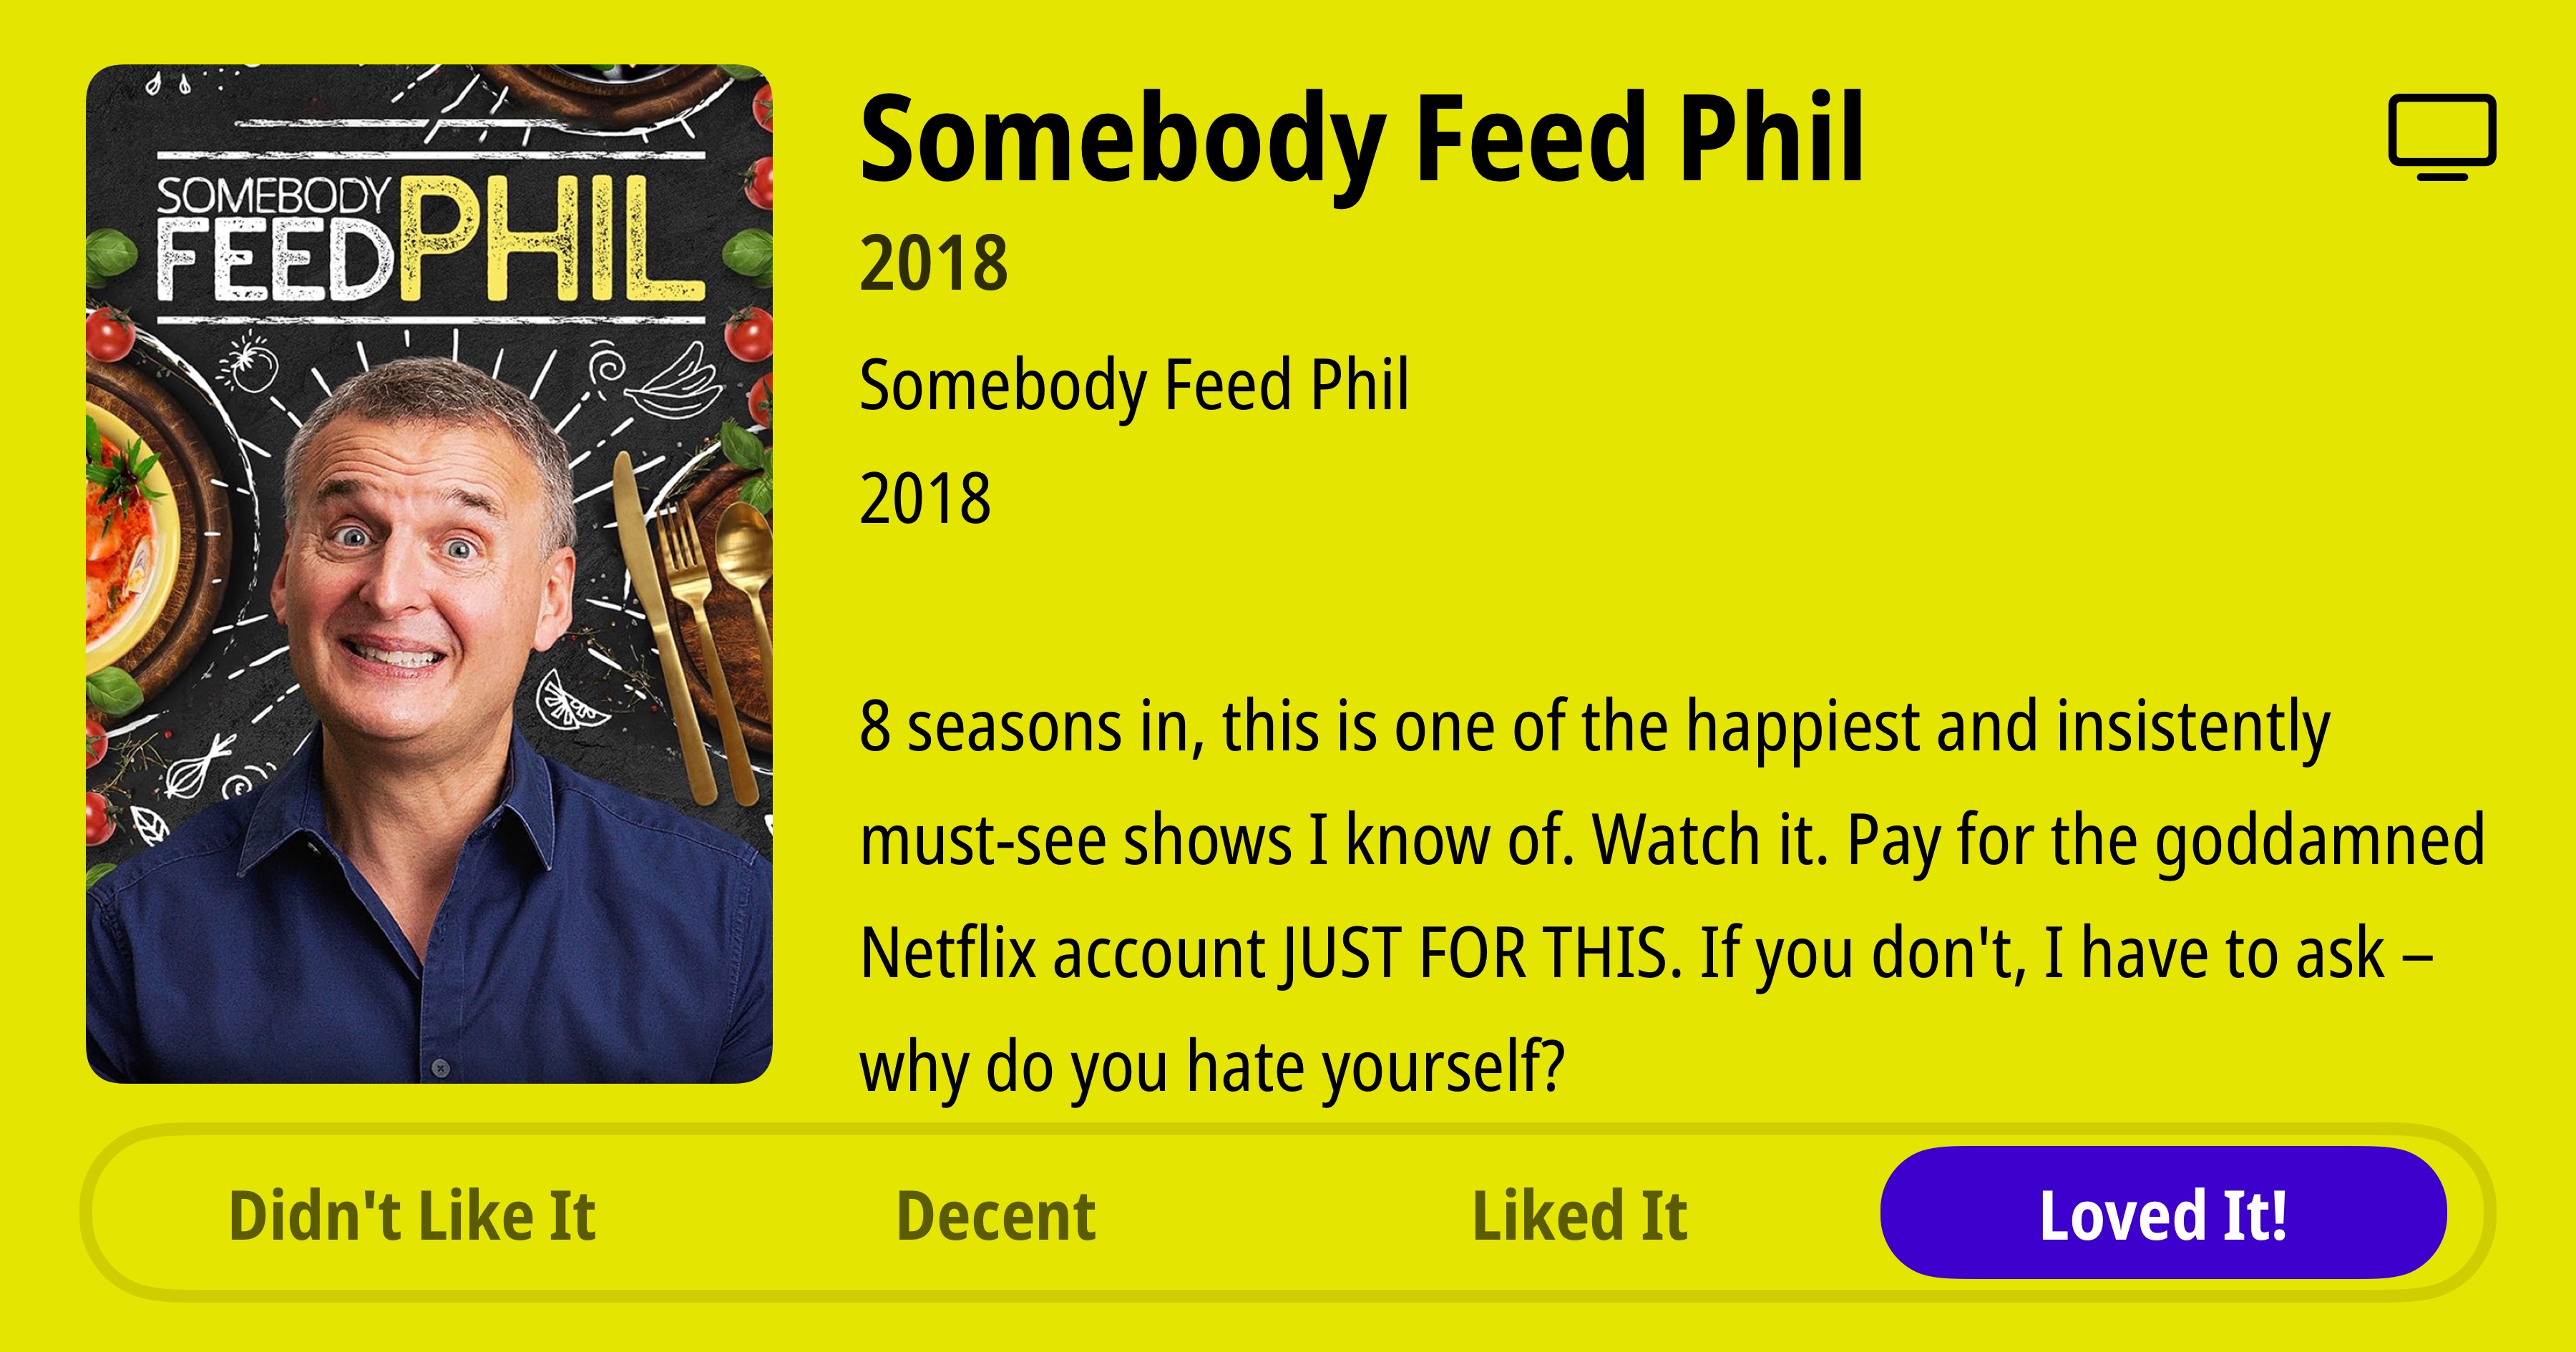 SOMEBODY
FEED PHIL
Somebody Feed Phil
2018
Somebody Feed Phil
2018
8 seasons in, this is one of the happiest and insistently
must-see shows I know of. Watch it. Pay for the goddamned
Netflix account JUST FOR THIS. If you don't, I have to ask –
why do you hate yourself?
Didn't Like It
Decent
Liked It
Loved It!